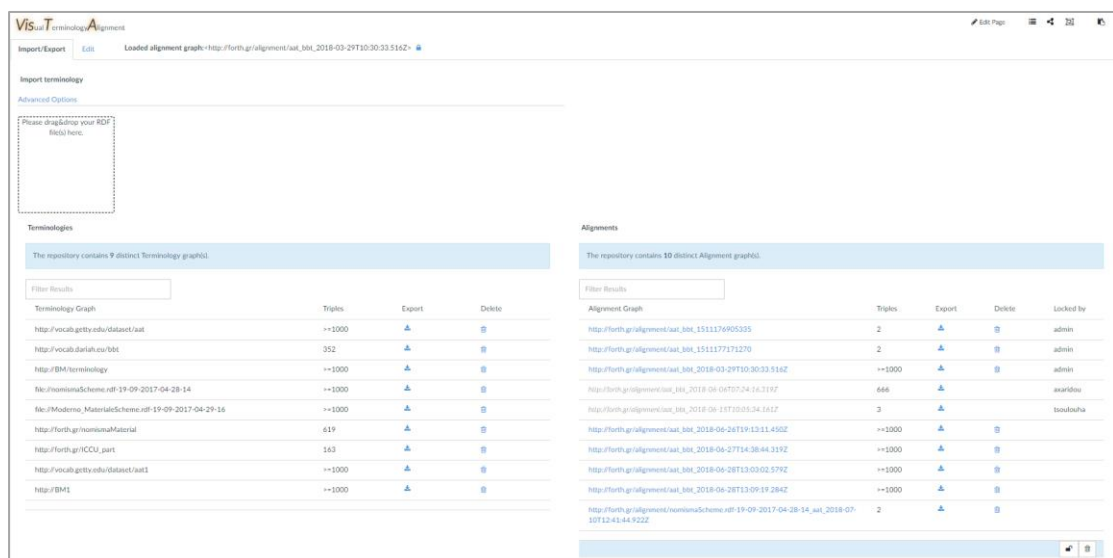 Visual Terminology Alignment
Edit Page
Import/Export Edit Loaded alignment graph:<http://forth.gr/alignment/aat_bbt_2018-03-29T10:30:33.516Z>
Import terminology
Advanced Options
Please drag&drop your RDF
file(s) here.
Terminologies
The repository contains 9 distinct Terminology graph(s).
Filter Results
Terminology Graph Triples Export Delete
http://vocab.getty.edu/dataset/aat >=1000
http://vocab.dariah.eu/bbt 352
http://BM/terminology >=1000
file://nomismaScheme.rdf-19-09-2017-04-28-14 >=1000
file://Moderno_MaterialeScheme.rdf-19-09-2017-04-29-16 >=1000
http://forth.gr/nomismaMaterial 619
http://forth.gr/ICCU_part 163
http://vocab.getty.edu/dataset/aat1 >=1000
http://BM1 >=1000
Alignments
The repository contains 10 distinct Alignment graph(s).
Filter Results
Alignment Graph Triples Export Delete Locked by
http://forth.gr/alignment/aat_bbt_1511176905335 2 admin
http://forth.gr/alignment/aat_bbt_1511177171270 2 admin
http://forth.gr/alignment/aat_bbt_2018-03-29T10:30:33.516Z >=1000 admin
http://forth.gr/alignment/aat_bbt_2018-06-06T07:24:16.319Z 666 axaridou
http://forth.gr/alignment/aat_bbt_2018-06-15T10:05:34.161Z 3 tsoulouha
http://forth.gr/alignment/aat_bbt_2018-06-26T19:13:11.450Z >=1000
http://forth.gr/alignment/aat_bbt_2018-06-27T14:38:44.319Z >=1000
http://forth.gr/alignment/aat_bbt_2018-06-28T13:03:02.579Z >=1000
http://forth.gr/alignment/aat_bbt_2018-06-28T13:09:19.284Z >=1000
http://forth.gr/alignment/nomismaScheme.rdf-19-09-2017-04-28-14_aat_2018-07-
10T12:41:44.922Z 2